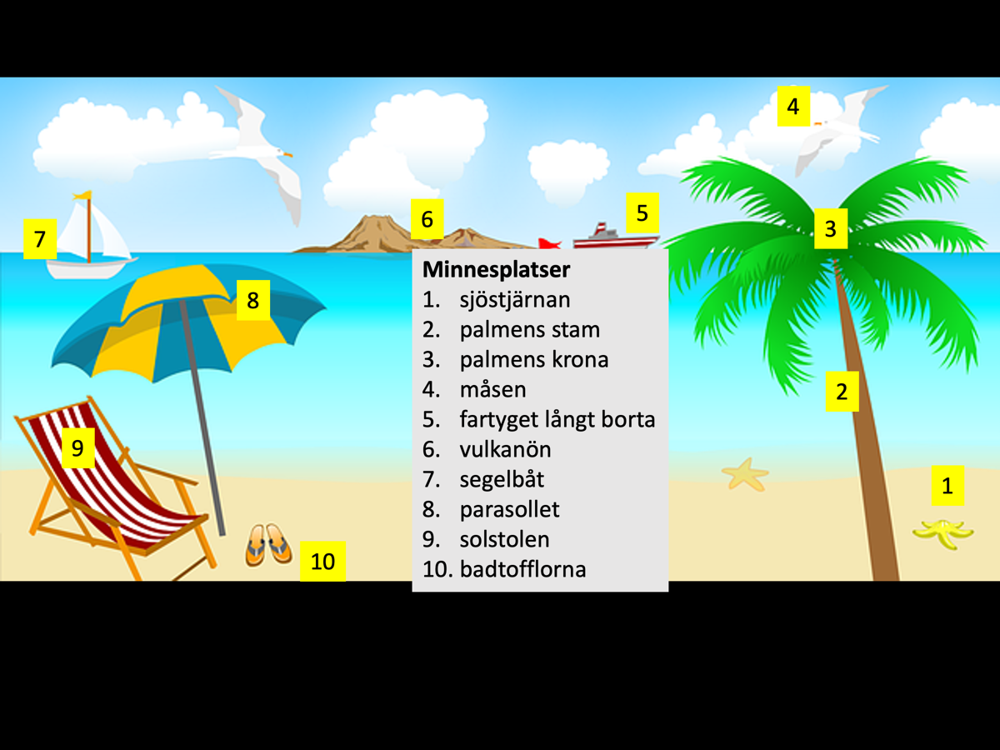 4
5
6
3
7
Minnesplatser
8
1. sjöstjärnan
2. palmens stam
3. palmens krona
4. måsen
5. fartyget långt borta
6. vulkanön
7. segelbåt
8. parasollet
9. solstolen
10. badtofflorna
2
9
1
10